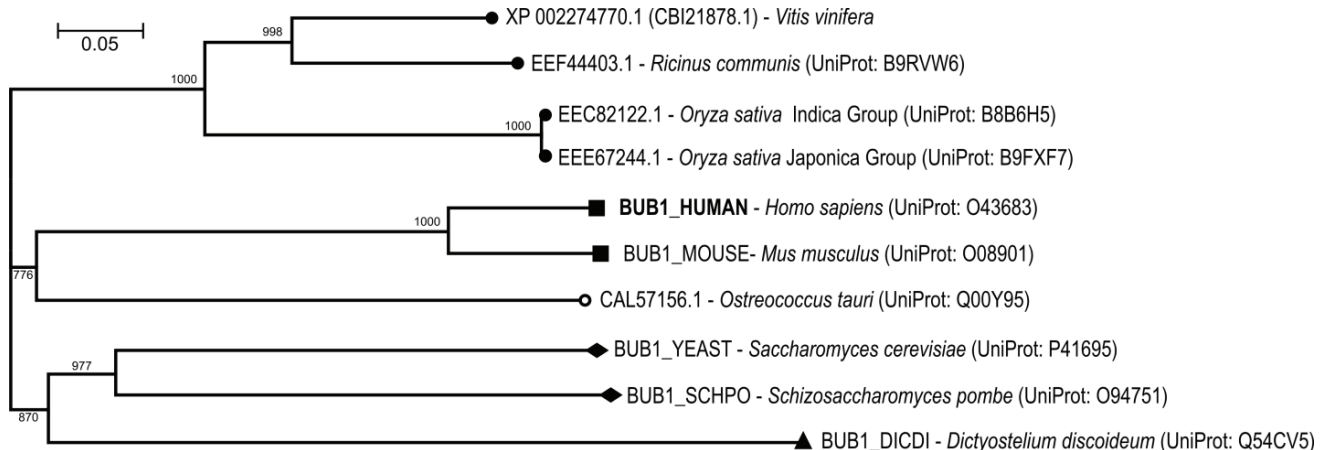 XP 002274770.1 (CBI21878.1) - Vitis vinifera
0.05
998
EEF44403.1 - Ricinus communis (UniProt: B9RVW6)
1000
EEC82122.1 - Oryza sativa Indica Group (UniProt: B8B6H5)
1000
EEE67244.1 - Oryza sativa Japonica Group (UniProt: B9FXF7)
BUB1_HUMAN - Homo sapiens (UniProt: O43683)
1000
BUB1_MOUSE- Mus musculus (UniProt: O08901)
776
CAL57156.1 - Ostreococcus tauri (UniProt: Q00Y95)
BUB1_YEAST - Saccharomyces cerevisiae (UniProt: P41695)
977
BUB1_SCHPO - Schizosaccharomyces pombe (UniProt: O94751)
870
BUB1_DICDI - Dictyostelium discoideum (UniProt: Q54CV5)